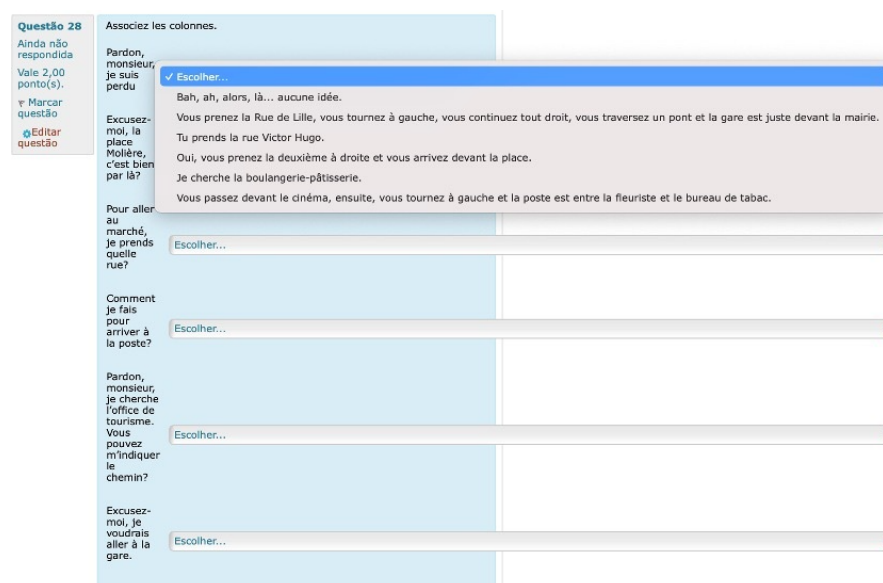 Questão 28
Ainda não
respondida
Vale 2,00
ponto(s).
Marcar
questão
Editar
questão
Associez les colonnes.
Pardon,
monsieur,
je suis
perdu
✓ Escolher...
Bah, ah, alors, là... aucune idée.
Vous prenez la Rue de Lille, vous tournez à gauche, vous continuez tout droit, vous traversez un pont et la gare est juste devant la mairie.
Tu prends la rue Victor Hugo.
Oui, vous prenez la deuxième à droite et vous arrivez devant la place.
Je cherche la boulangerie-pâtisserie.
Vous passez devant le cinéma, ensuite, vous tournez à gauche et la poste est entre la fleuriste et le bureau de tabac.
Excusez-
moi, la
place
Molière,
c'est bien
par là?
Pour aller
au
marché,
je prends
quelle
rue?
Escolher...
Comment
je fais
pour
arriver à
la poste?
Escolher...
Pardon,
monsieur,
je cherche
l'office de
tourisme.
Vous
pouvez
m'indiquer
le
chemin?
Escolher...
Excusez-
moi, je
voudrais
aller à la
gare.
Escolher...